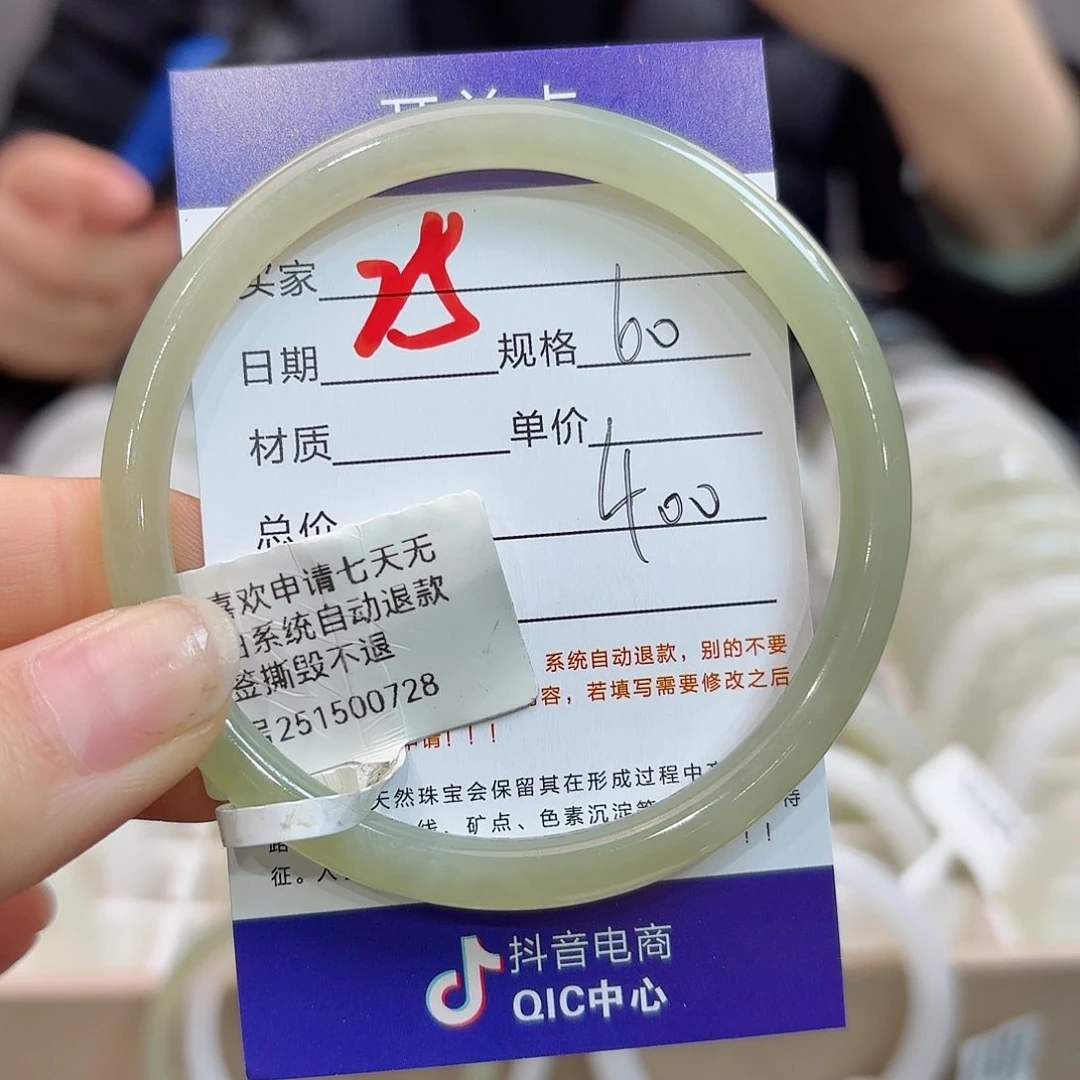 买家
日期 规格 60
材质 单价
总价 400
喜欢申请七天无
系统自动退款
签撕毁不退
号251500728
系统自动退款，别的不要
容，若填写需要修改之后
申请！！！
天然珠宝会保留其在形成过程中
线、矿点、色素沉淀等
！！
征。
抖音电商
QIC中心